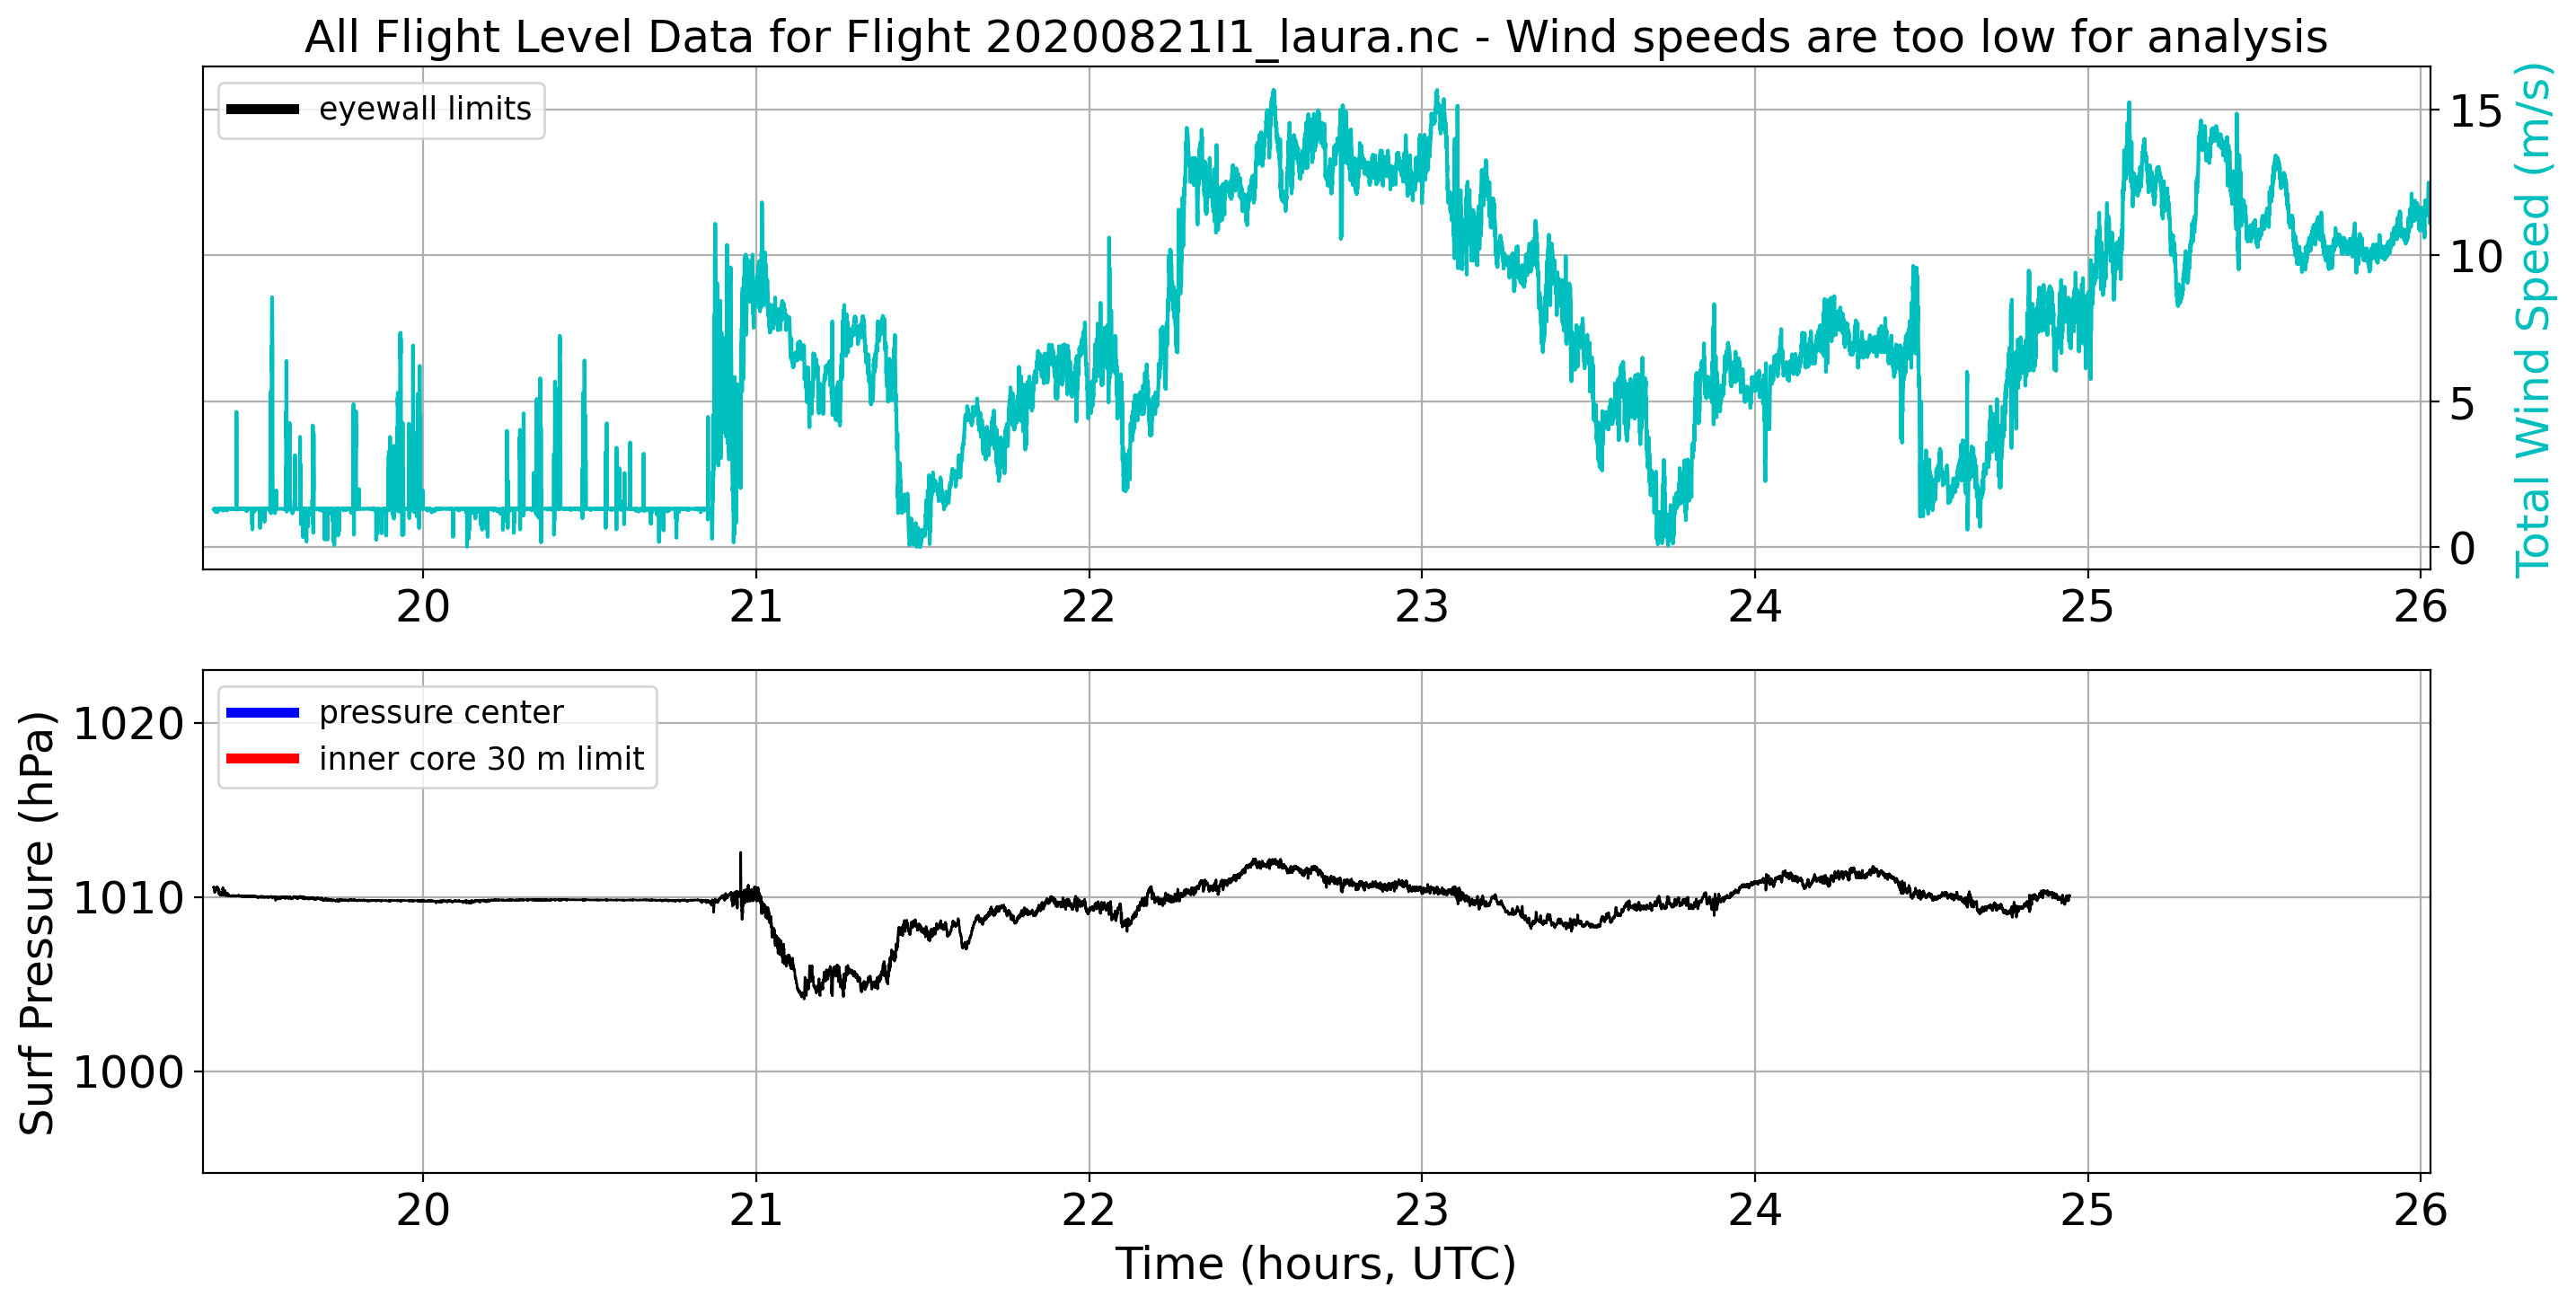 All Flight Level Data for Flight 20200821I1_laura.nc - Wind speeds are too low for analysis
eyewall limits
15
10
5
0
Total Wind Speed (m/s)
20 21 22 23 24 25 26
pressure center
inner core 30 m limit
1020
1010
1000
Surf Pressure (hPa)
20 21 22 23 24 25 26
Time (hours, UTC)